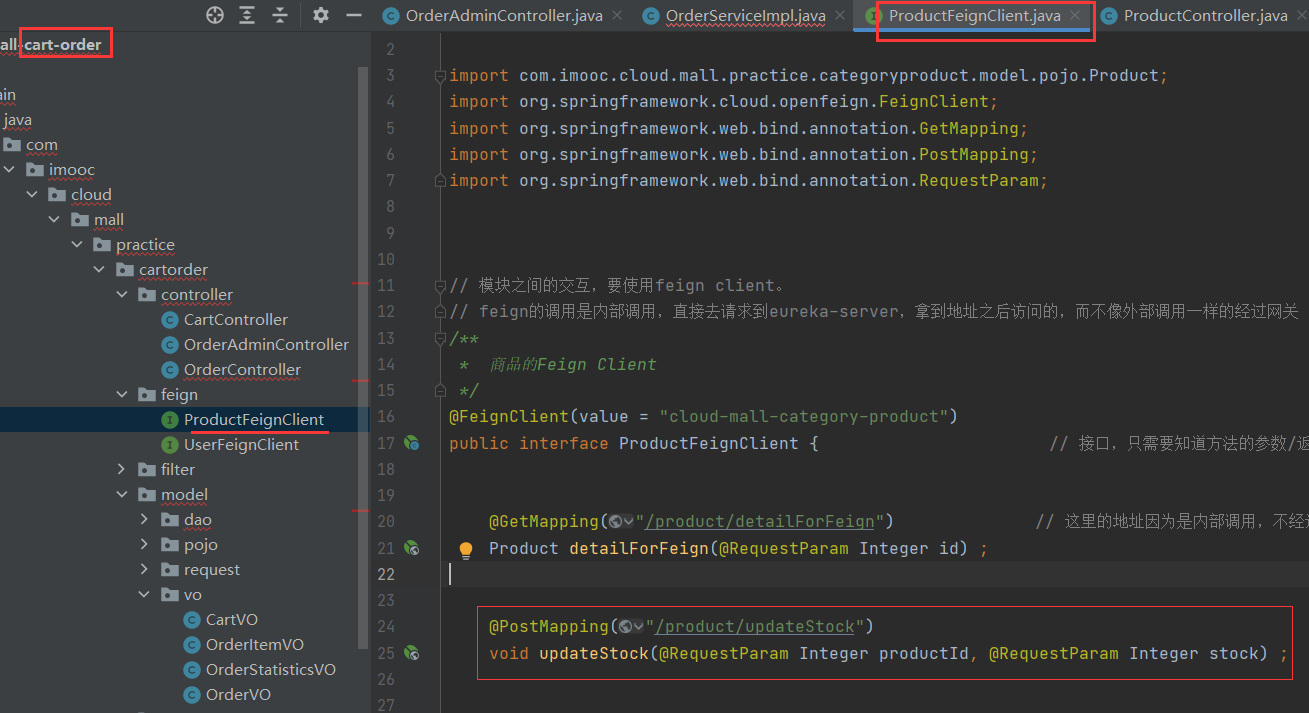 OrderAdminController.java
OrderServiceImpl.java
ProductFeignClient.java
ProductController.java
all-cart-order
ain
java
com
imooc
cloud
mall
practice
cartorder
controller
CartController
OrderAdminController
OrderController
feign
ProductFeignClient
UserFeignClient
filter
model
dao
pojo
request
vo
CartVO
OrderItemVO
OrderStatisticsVO
OrderVO
2
3 import com.imooc.cloud.mall.practice.categoryproduct.model.pojo.Product;
4 import org.springframework.cloud.openfeign.FeignClient;
5 import org.springframework.web.bind.annotation.GetMapping;
6 import org.springframework.web.bind.annotation.PostMapping;
7 import org.springframework.web.bind.annotation.RequestParam;
8
9
10
11 // 模块之间的交互，要使用feign client。
12 // feign的调用是内部调用，直接去请求到eureka-server，拿到地址之后访问的，而不像外部调用一样的经过网关
13 /**
14 * 商品的Feign Client
15 */
16 @FeignClient(value = "cloud-mall-category-product")
17 public interface ProductFeignClient { // 接口，只需要知道方法的参数/返
18
19
20 @GetMapping("/product/detailForFeign") // 这里的地址因为是内部调用，不经过
21 Product detailForFeign(@RequestParam Integer id) ;
22
23
24 @PostMapping("/product/updateStock")
25 void updateStock(@RequestParam Integer productId, @RequestParam Integer stock) ;
26
27